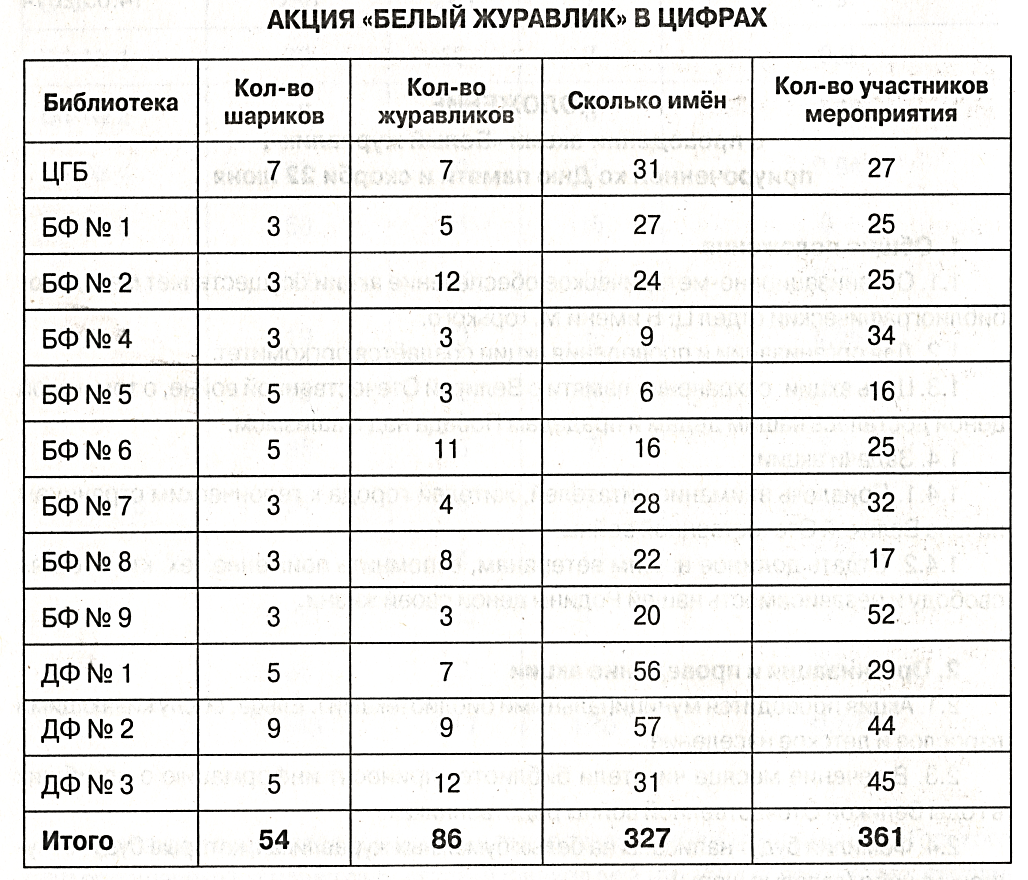 АКЦИЯ «БЕЛЫЙ ЖУРАВЛИК» В ЦИФРАХ
Библиотека | Кол-во шариков | Кол-во журавликов | Сколько имён | Кол-во участников мероприятия
ЦГБ | 7 | 7 | 31 | 27
БФ № 1 | 3 | 5 | 27 | 25
БФ № 2 | 3 | 12 | 24 | 25
БФ № 4 | 3 | 3 | 9 | 34
БФ № 5 | 5 | 3 | 6 | 16
БФ № 6 | 5 | 11 | 16 | 25
БФ № 7 | 3 | 4 | 28 | 32
БФ № 8 | 3 | 8 | 22 | 17
БФ № 9 | 3 | 3 | 20 | 52
ДФ № 1 | 5 | 7 | 56 | 29
ДФ № 2 | 9 | 9 | 57 | 44
ДФ № 3 | 5 | 12 | 31 | 45
Итого | 54 | 86 | 327 | 361